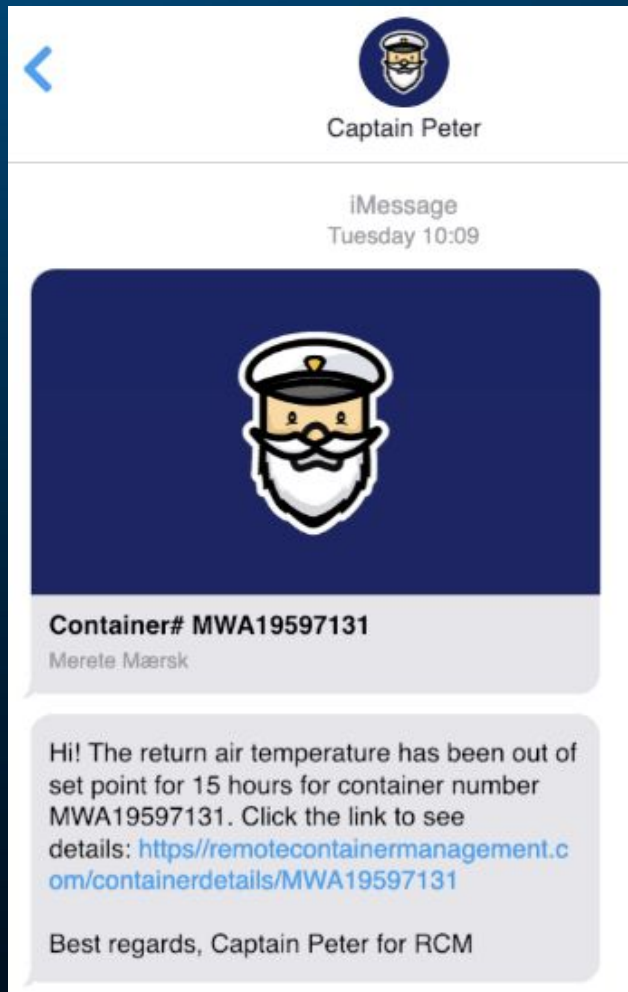 Captain Peter
iMessage
Tuesday 10:09
Container# MWA19597131
Merete Mærsk
Hi! The return air temperature has been out of
set point for 15 hours for container number
MWA19597131. Click the link to see
details: https//remotecontainermanagement.c
om/containerdetails/MWA19597131
Best regards, Captain Peter for RCM